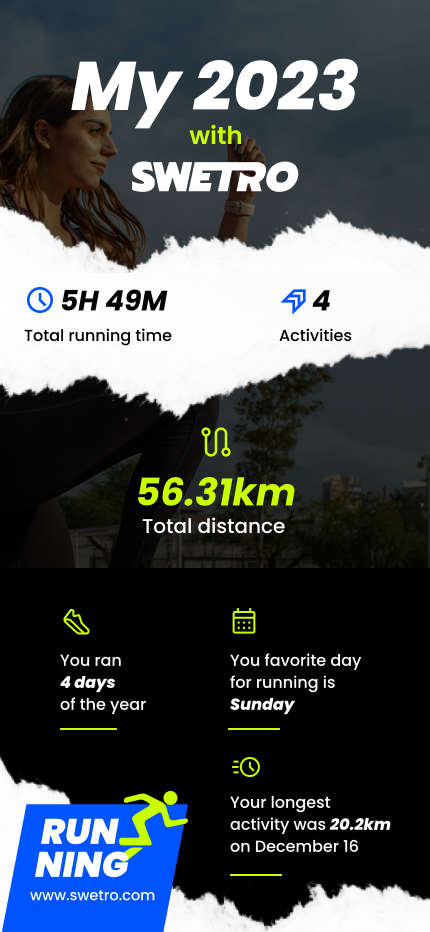 My 2023
with
SWETRO
5H 49M
Total running time
4
Activities
56.31km
Total distance
You ran
4 days
of the year
You favorite day
for running is
Sunday
Your longest
activity was 20.2km
on December 16
RUN
NING
www.swetro.com